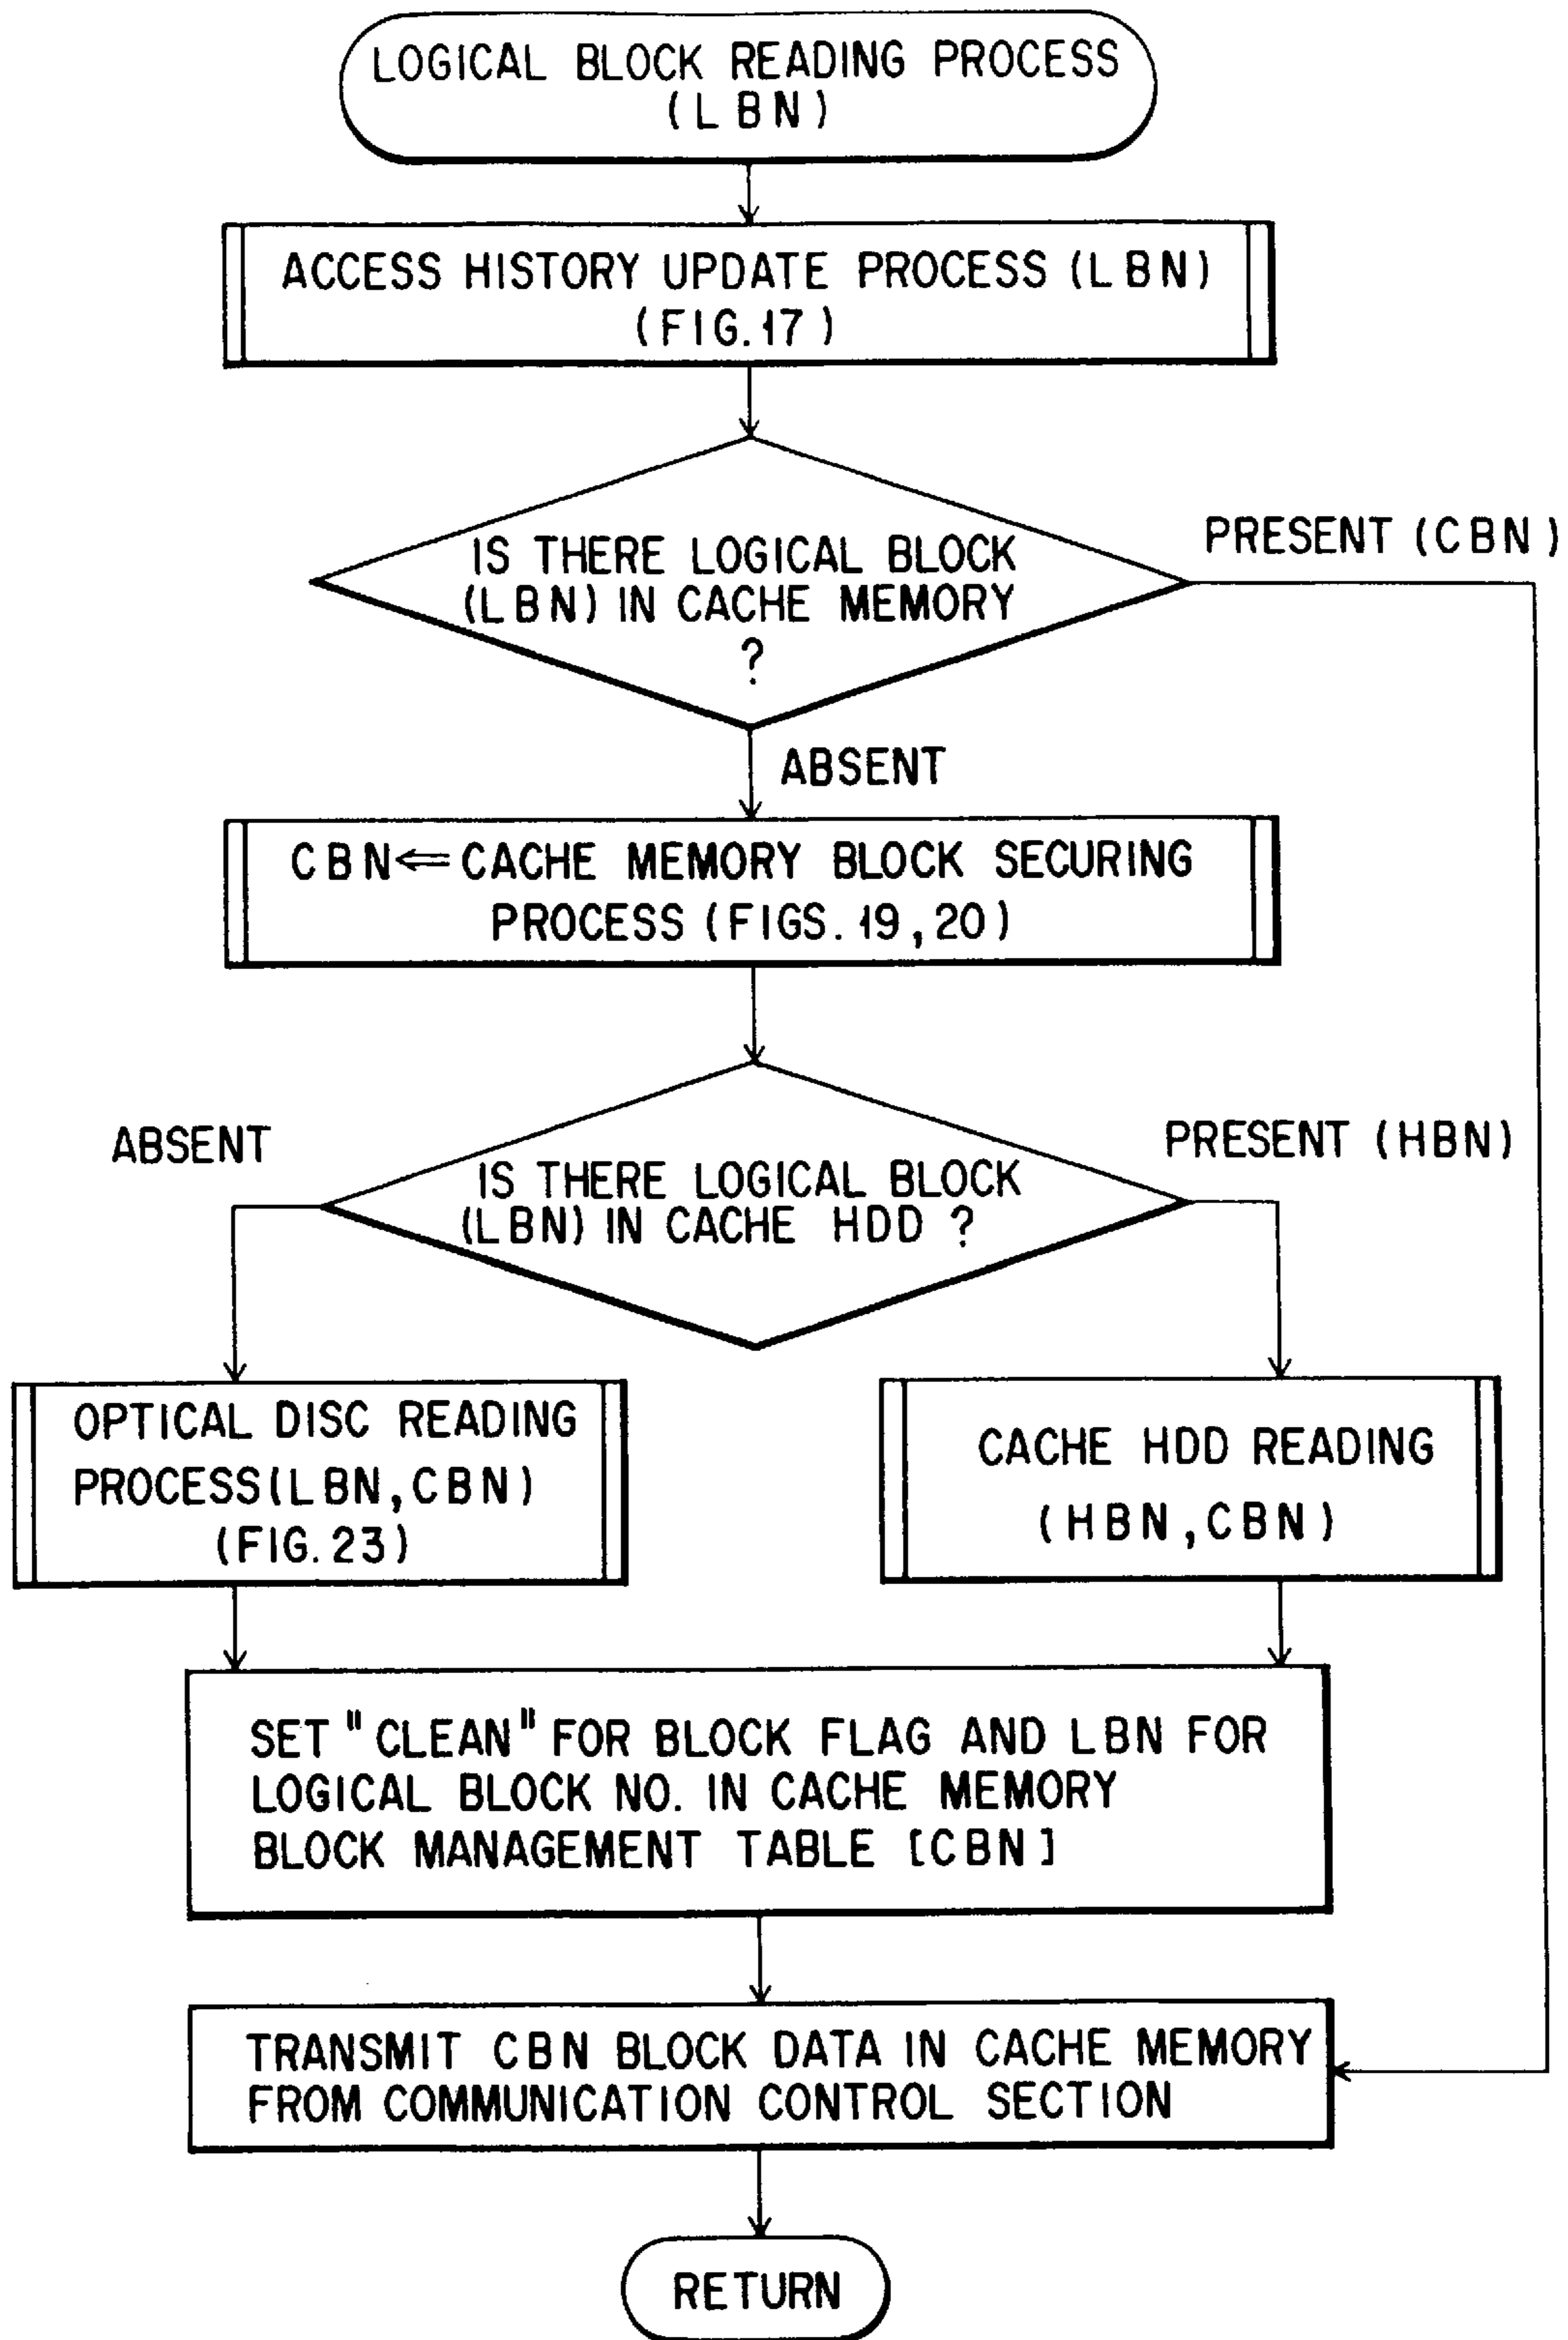 LOGICAL BLOCK READING PROCESS
(LBN)
ACCESS HISTORY UPDATE PROCESS (LBN)
(FIG.17)
IS THERE LOGICAL BLOCK
(LBN) IN CACHE MEMORY
?
PRESENT (CBN)
ABSENT
CBN⇐CACHE MEMORY BLOCK SECURING
PROCESS (FIGS.19,20)
ABSENT
IS THERE LOGICAL BLOCK
(LBN) IN CACHE HDD ?
PRESENT (HBN)
OPTICAL DISC READING
PROCESS(LBN,CBN)
(FIG.23)
CACHE HDD READING
(HBN,CBN)
SET "CLEAN" FOR BLOCK FLAG AND LBN FOR
LOGICAL BLOCK NO. IN CACHE MEMORY
BLOCK MANAGEMENT TABLE [CBN]
TRANSMIT CBN BLOCK DATA IN CACHE MEMORY
FROM COMMUNICATION CONTROL SECTION
RETURN